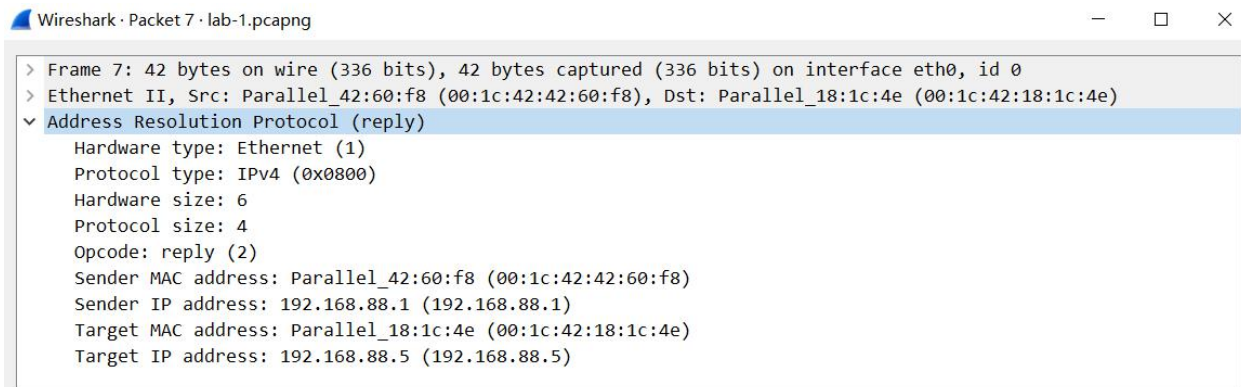 Wireshark · Packet 7 · lab-1.pcapng
Frame 7: 42 bytes on wire (336 bits), 42 bytes captured (336 bits) on interface eth0, id 0
Ethernet II, Src: Parallel_42:60:f8 (00:1c:42:42:60:f8), Dst: Parallel_18:1c:4e (00:1c:42:18:1c:4e)
Address Resolution Protocol (reply)
Hardware type: Ethernet (1)
Protocol type: IPv4 (0x0800)
Hardware size: 6
Protocol size: 4
Opcode: reply (2)
Sender MAC address: Parallel_42:60:f8 (00:1c:42:42:60:f8)
Sender IP address: 192.168.88.1 (192.168.88.1)
Target MAC address: Parallel_18:1c:4e (00:1c:42:18:1c:4e)
Target IP address: 192.168.88.5 (192.168.88.5)